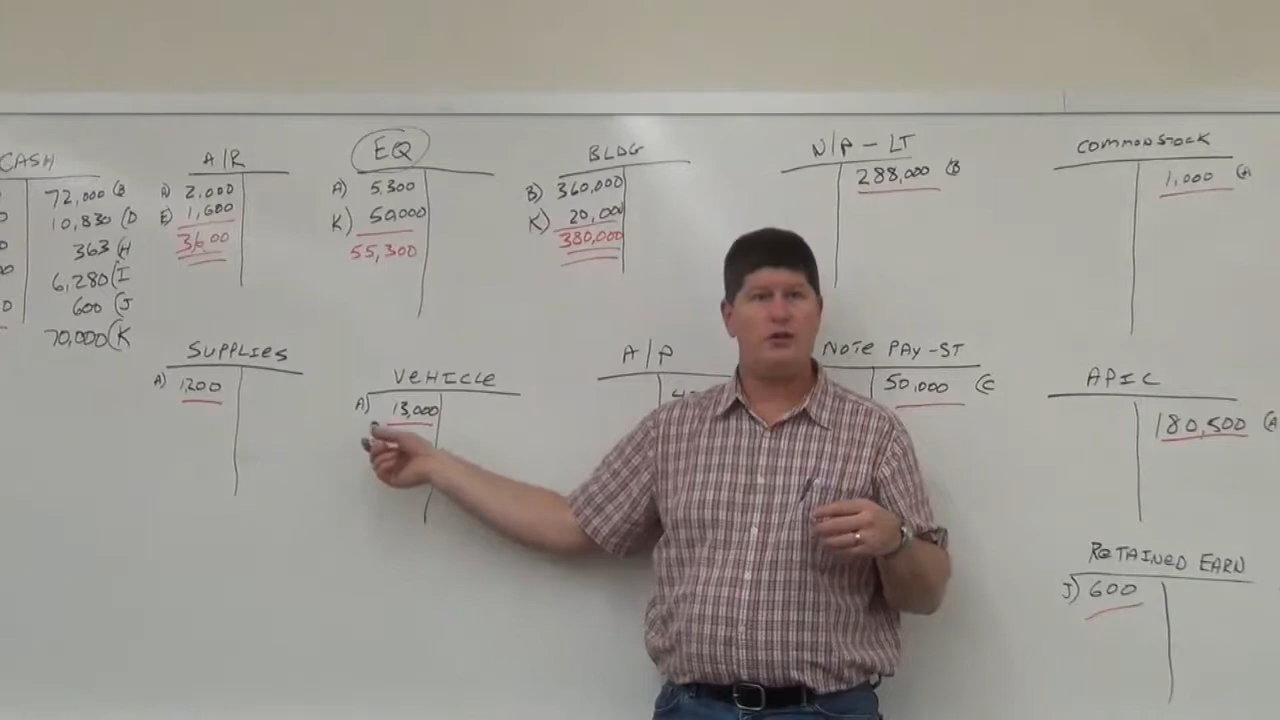 CASH
72,000 (B
10,830 (D
363 (H
6,280 (I
600 (J
70,000 (K
A/R
A) 2,000
E) 1,600
3600
EQ
A) 5,300
K) 50,000
55,300
BLDG
B) 360,000
K) 20,000
380,000
N/P - LT
288,000 (B
COMMON STOCK
1,000 (A
SUPPLIES
A) 1200
VEHICLE
A) 13,000
A/P
NOTE PAY - ST
50,000 (C
APIC
180,500 (A
RETAINED EARN
J) 600